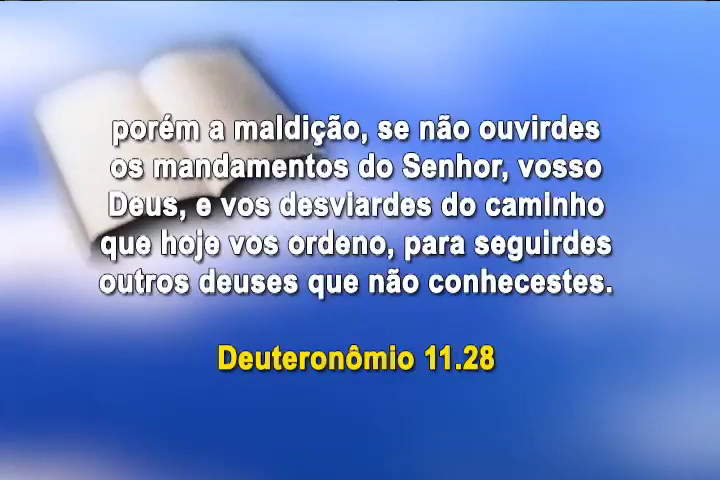 porém a maldição, se não ouvirdes
os mandamentos do Senhor, vosso
Deus, e vos desviardes do caminho
que hoje vos ordeno, para seguirdes
outros deuses que não conhecestes.
Deuteronômio 11.28